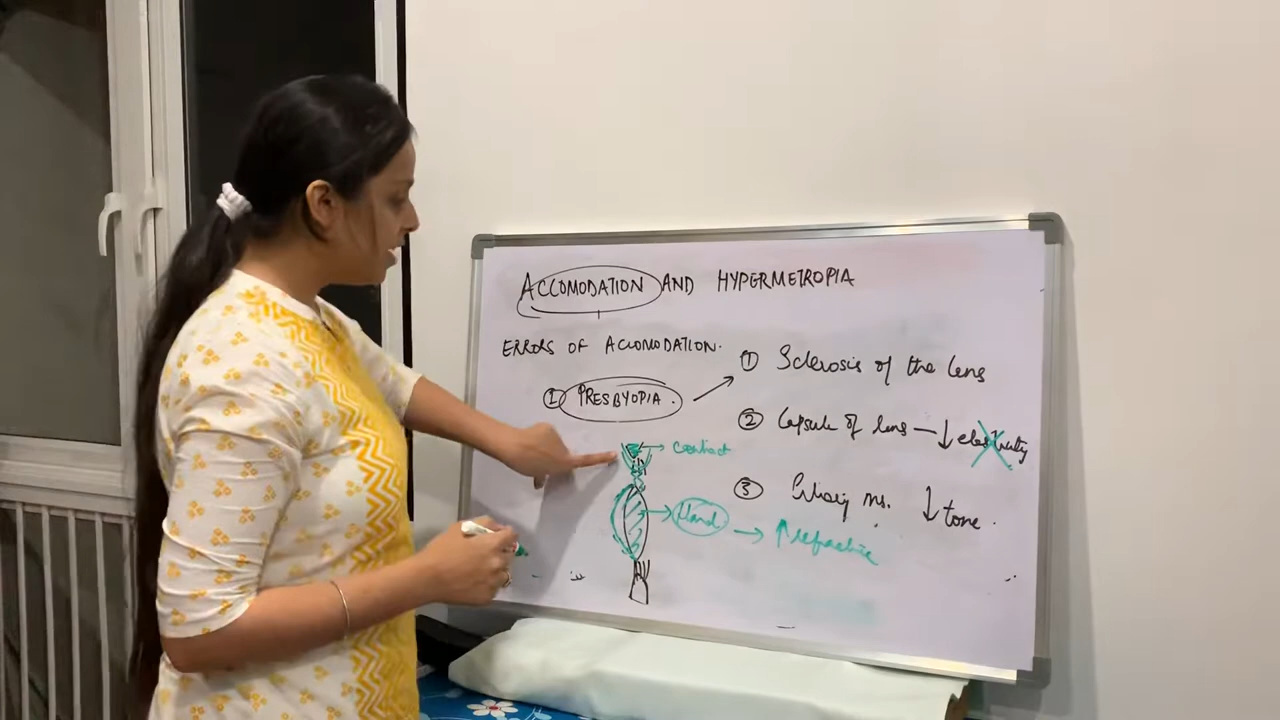 ACCOMODATION AND HYPERMETROPIA
ERRORS OF ACCOMODATION.
① PRESBYOPIA.
① Sclerosis of the lens
② Capsule of lens — ↓ elasticity
③ Ciliary ms. ↓ tone.
→ contract
→ Hard → ↑ refractive